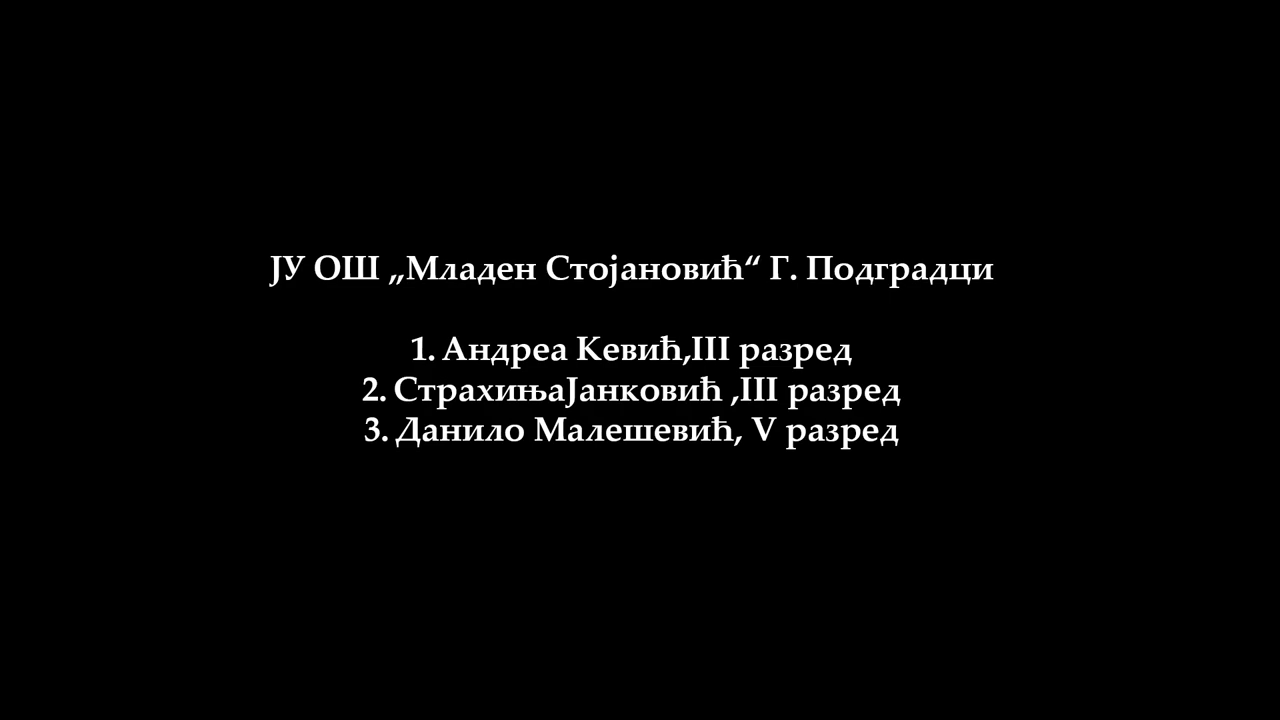 ЈУ ОШ „Младен Стојановић“ Г. Подградци
1. Андреа Кевић,III разред
2. СтрахињаЈанковић ,III разред
3. Данило Малешевић, V разред